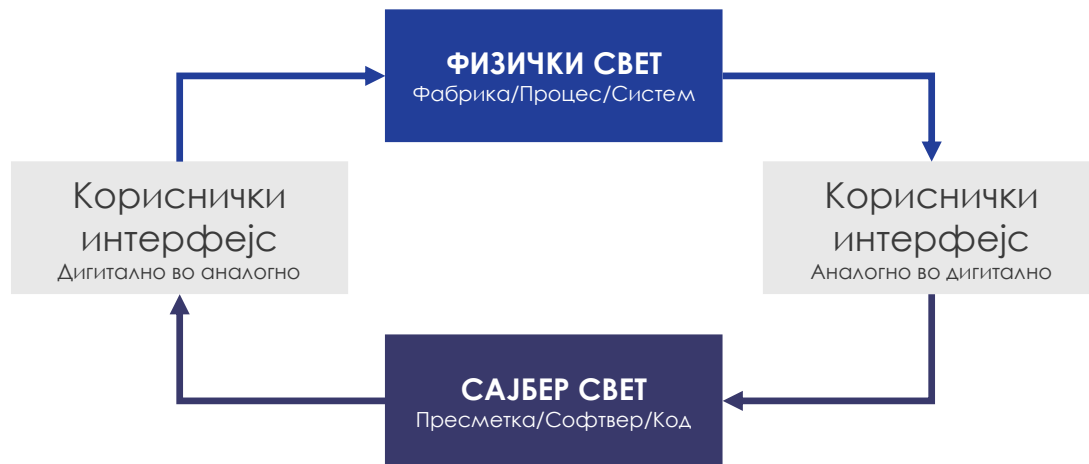 ФИЗИЧКИ СВЕТ
Фабрика/Процес/Систем
Кориснички
интерфејс
Дигитално во аналогно
Кориснички
интерфејс
Аналогно во дигитално
САЈБЕР СВЕТ
Пресметка/Софтвер/Код